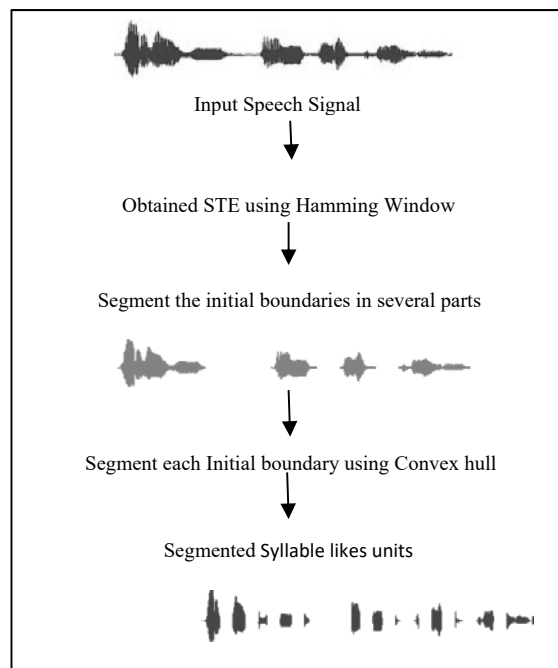 Input Speech Signal
Obtained STE using Hamming Window
Segment the initial boundaries in several parts
Segment each Initial boundary using Convex hull
Segmented Syllable likes units